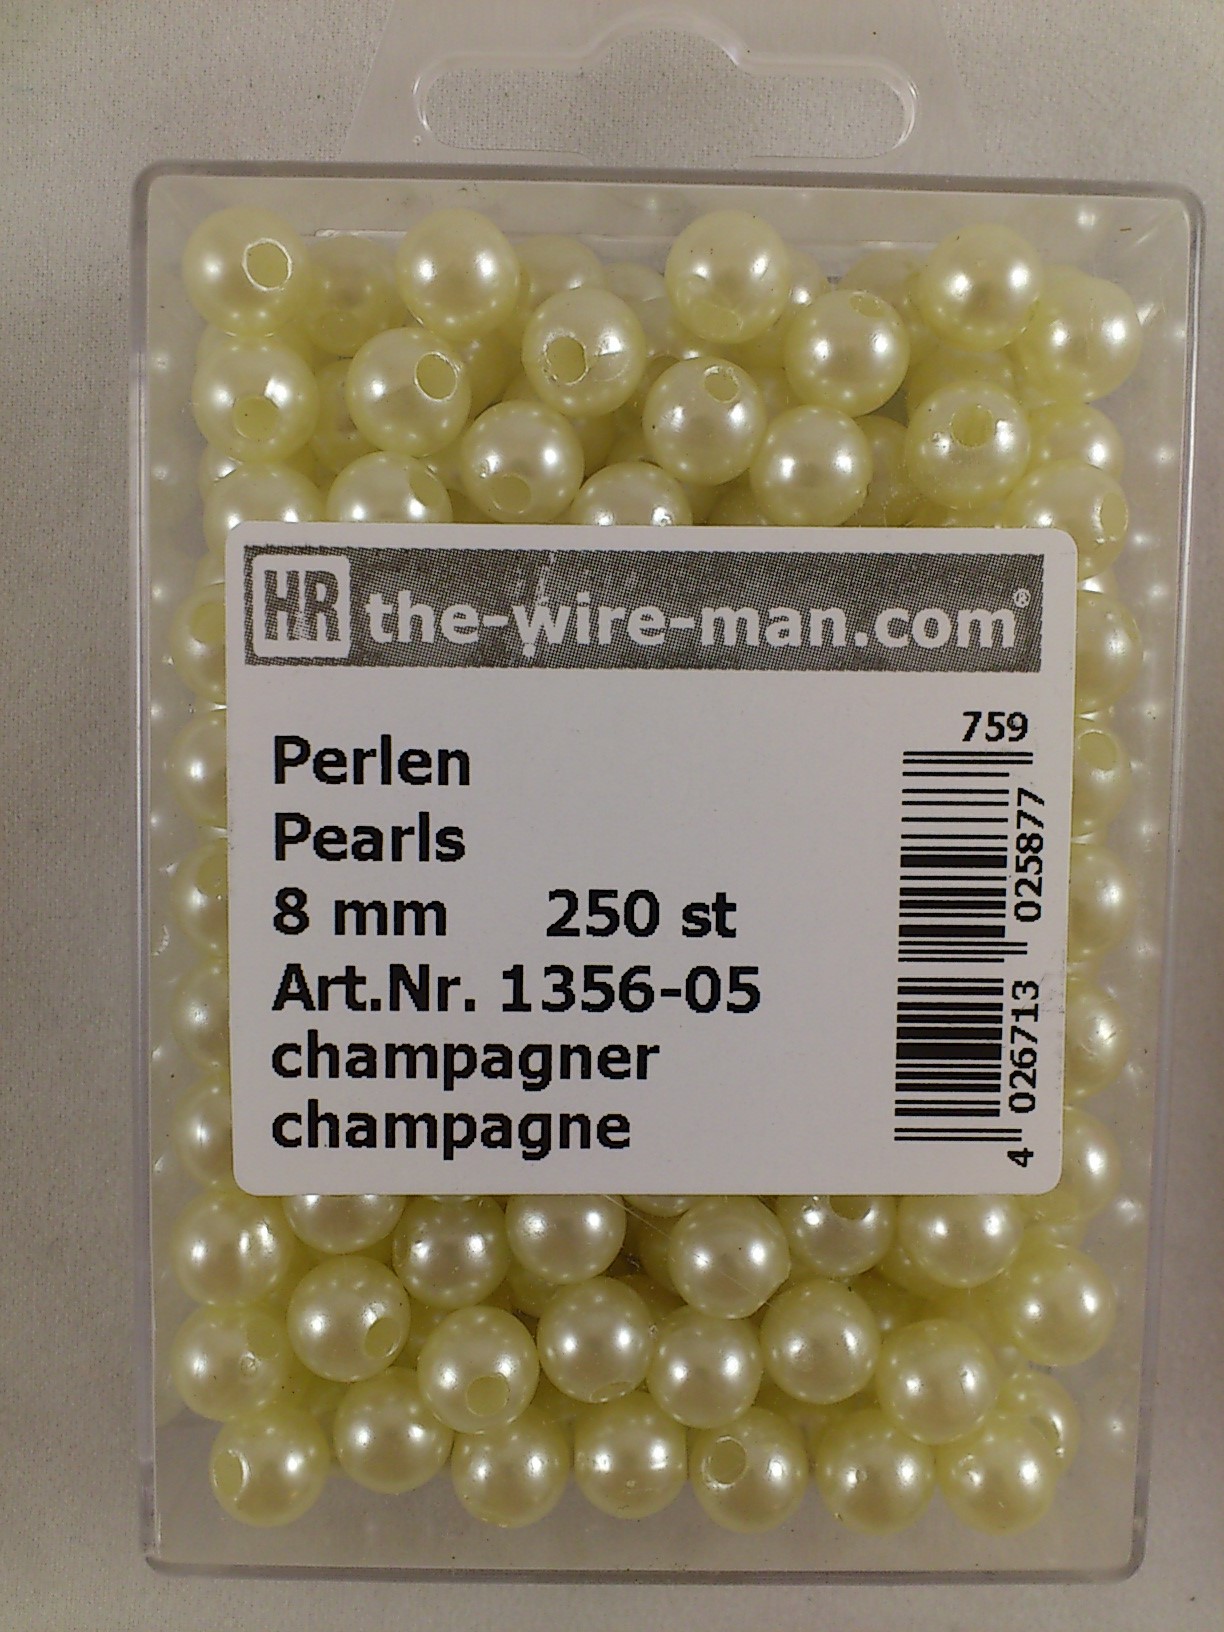 HR the-wire-man.com®
759
Perlen
Pearls
8 mm 250 st
Art.Nr. 1356-05
champagner
champagne
4 026713 025877